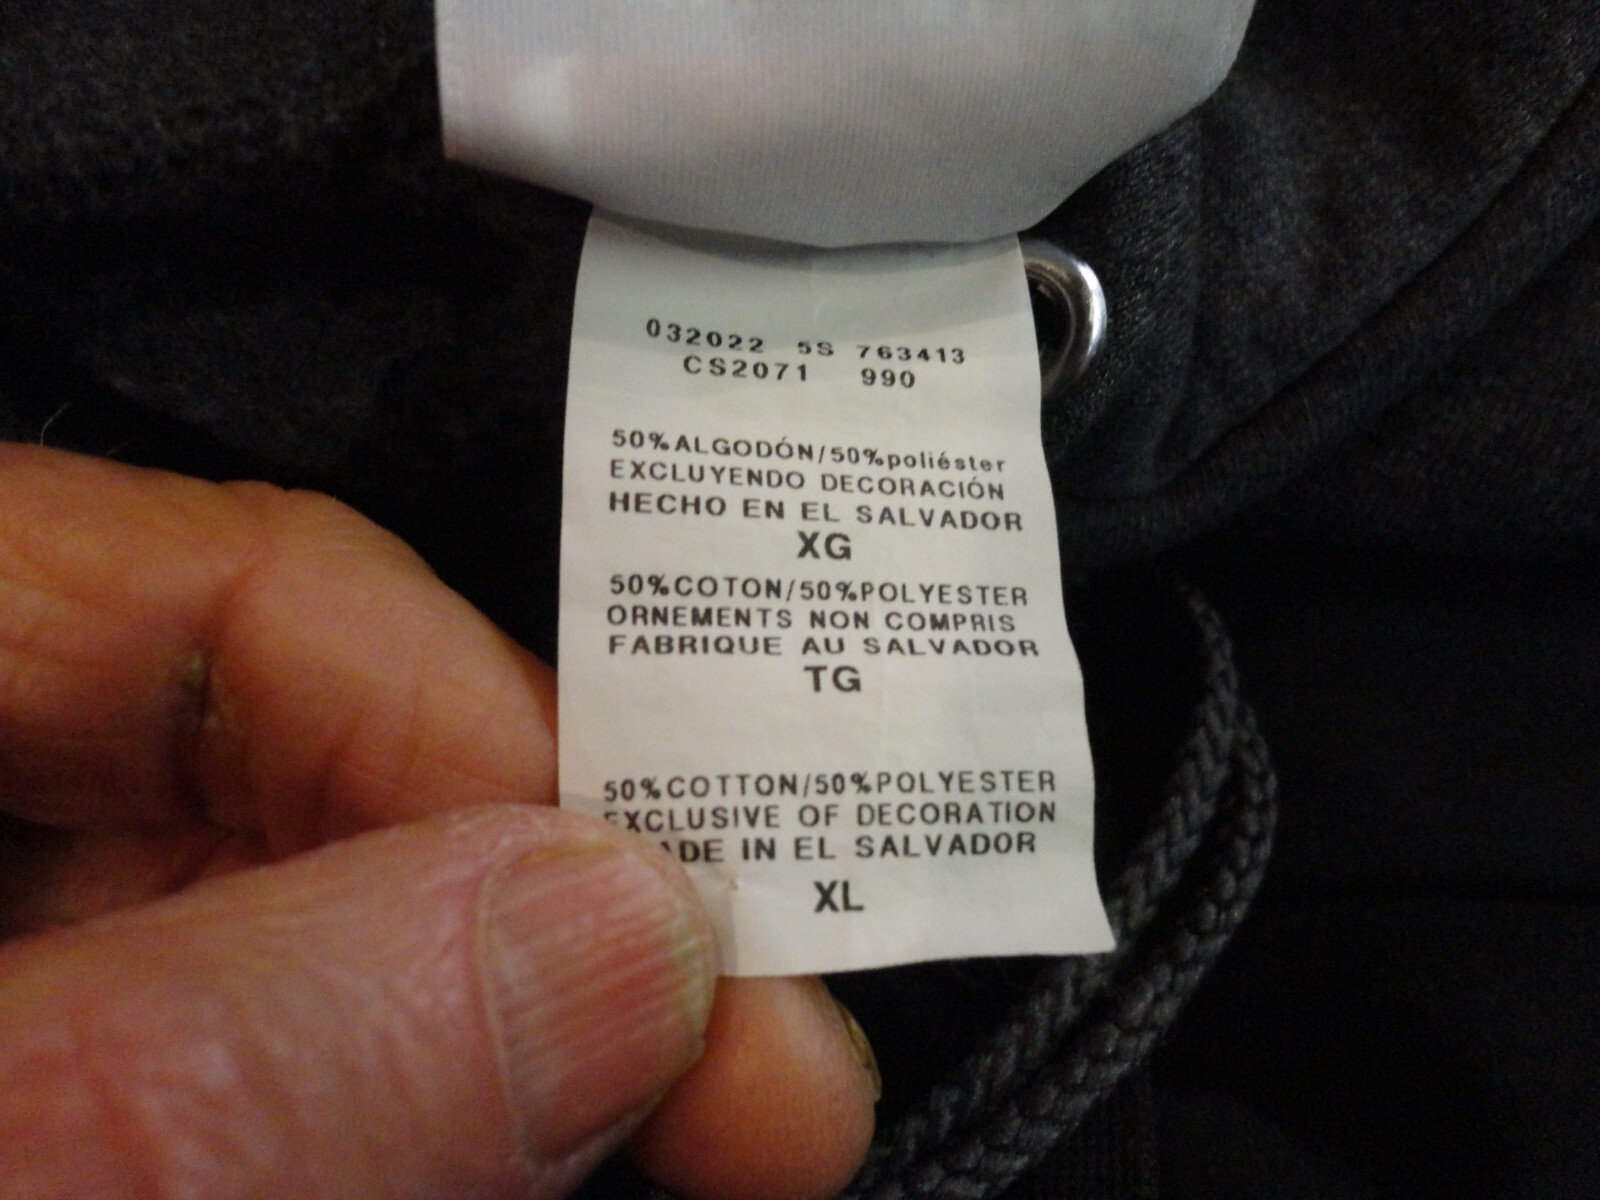 032022 5S 763413
CS2071 990
50%ALGODÓN/50%poliéster
EXCLUYENDO DECORACIÓN
HECHO EN EL SALVADOR
XG
50%COTON/50%POLYESTER
ORNEMENTS NON COMPRIS
FABRIQUE AU SALVADOR
TG
50%COTTON/50%POLYESTER
EXCLUSIVE OF DECORATION
MADE IN EL SALVADOR
XL